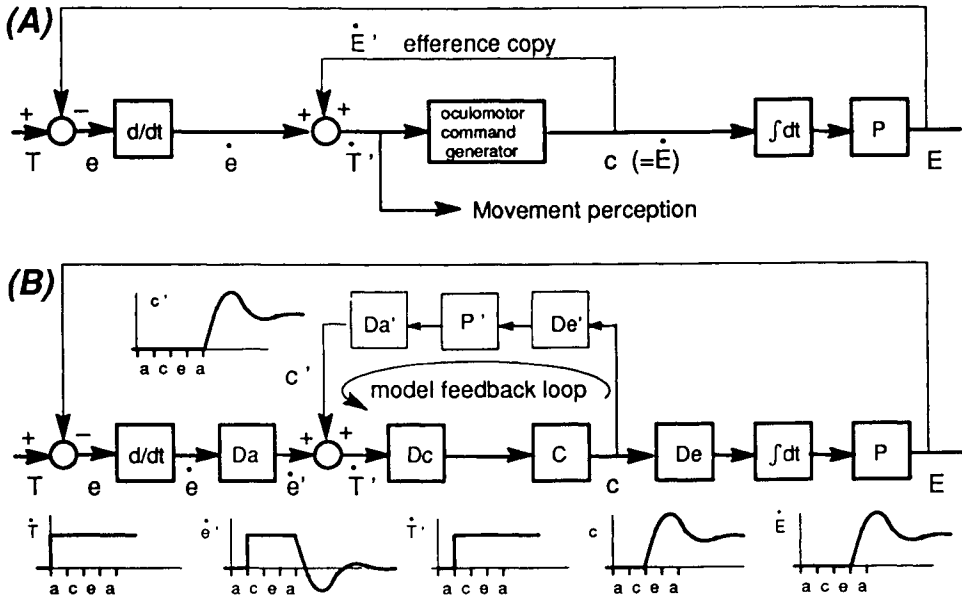 (A)
Ė ' efference copy
+ − d/dt + + oculomotor command generator ∫dt P
T e ė Ṫ ' c (=Ė) E
Movement perception
(B)
c '
a c e a
Da' P ' De'
c ' model feedback loop
+ − d/dt Da + + Dc C De ∫dt P
T e ė ė' Ṫ ' c E
Ṫ ė ' Ṫ ' c Ė
a c e a a c e a a c e a a c e a a c e a